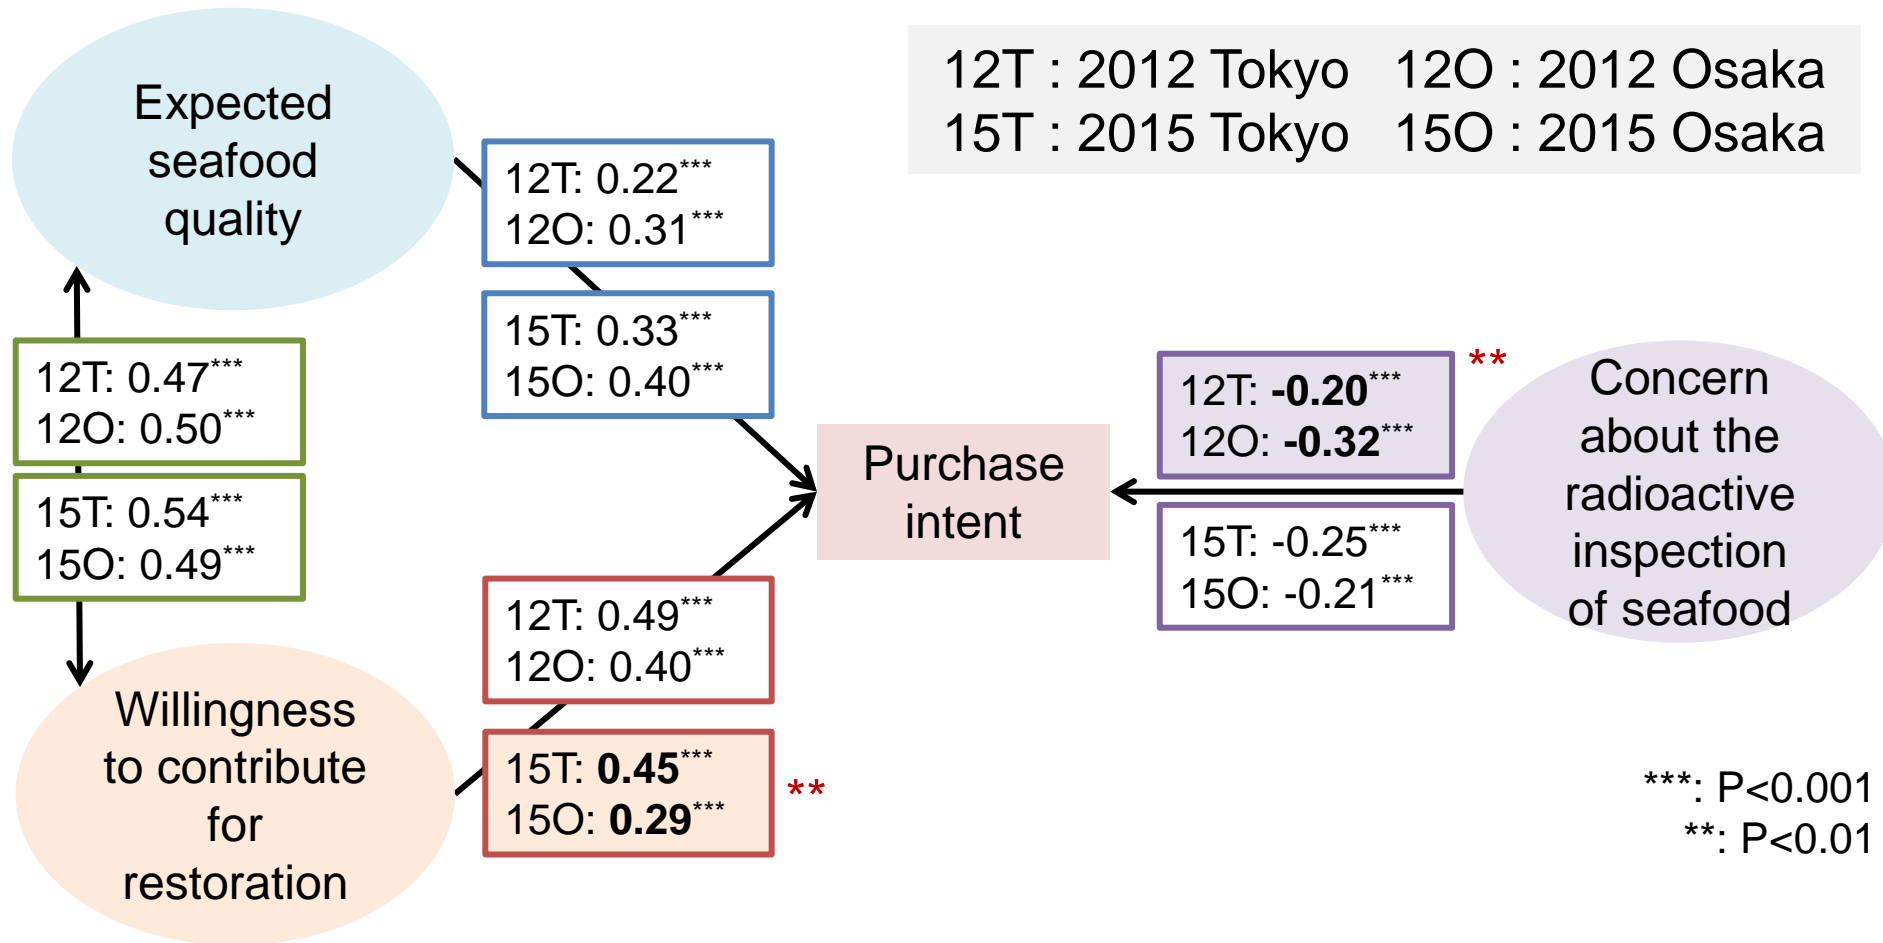 Expected
seafood
quality
12T : 2012 Tokyo 12O : 2012 Osaka
15T : 2015 Tokyo 15O : 2015 Osaka
12T: 0.22***
12O: 0.31***
15T: 0.33***
15O: 0.40***
12T: 0.47***
12O: 0.50***
15T: 0.54***
15O: 0.49***
Purchase
intent
12T: -0.20***
12O: -0.32***
**
15T: -0.25***
15O: -0.21***
Concern
about the
radioactive
inspection
of seafood
Willingness
to contribute
for
restoration
12T: 0.49***
12O: 0.40***
15T: 0.45***
15O: 0.29***
**
***: P<0.001
**: P<0.01